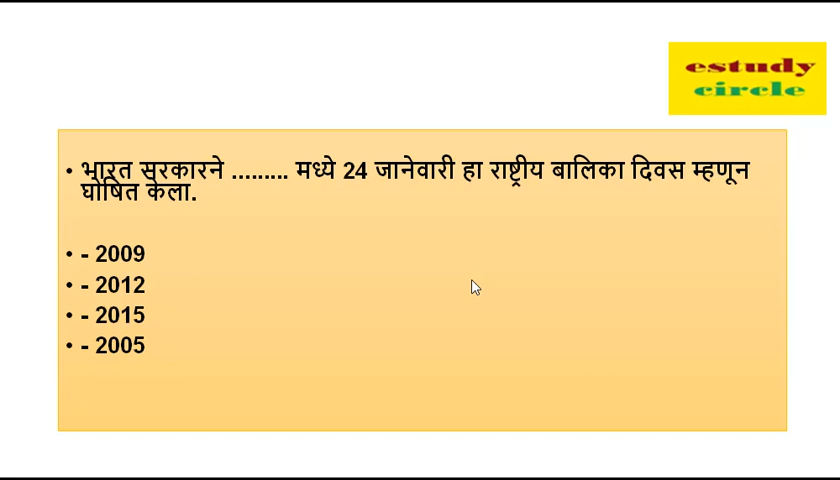 estudy
circle
• भारत सरकारने ......... मध्ये 24 जानेवारी हा राष्ट्रीय बालिका दिवस म्हणून
घोषित केला.
• - 2009
• - 2012
• - 2015
• - 2005